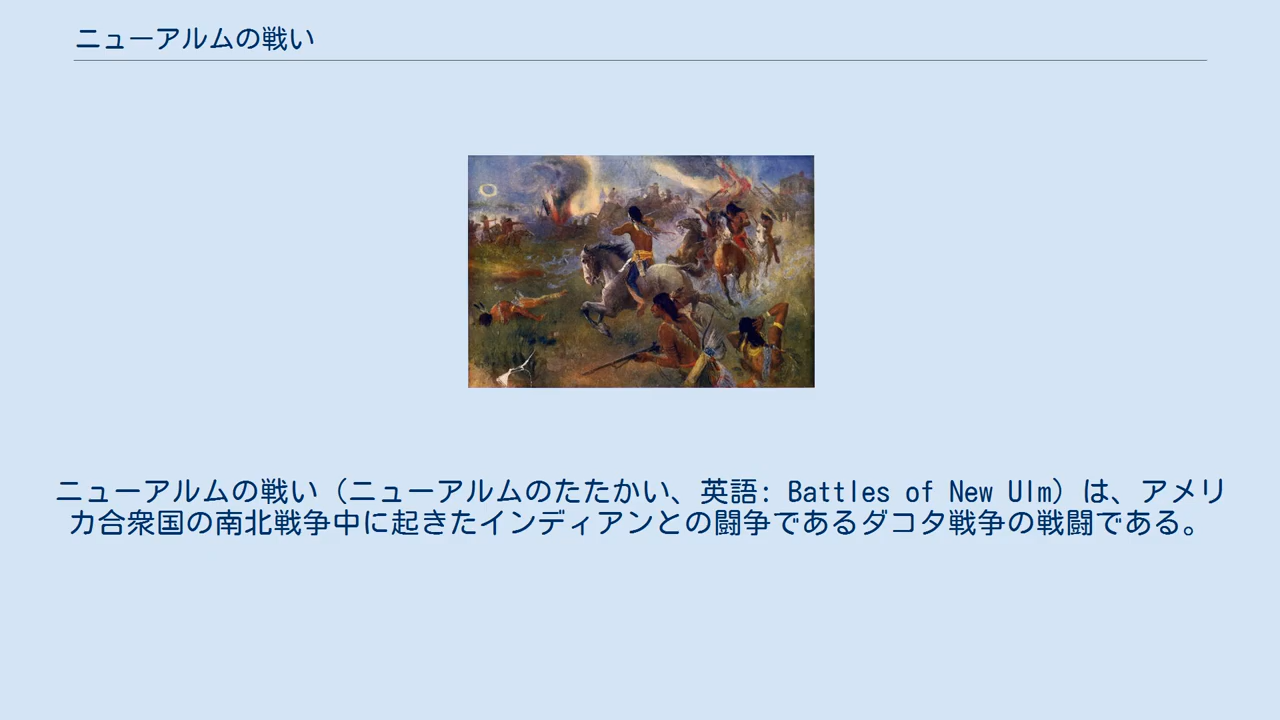 ニューアルムの戦い
ニューアルムの戦い（ニューアルムのたたかい、英語: Battles of New Ulm）は、アメリ
カ合衆国の南北戦争中に起きたインディアンとの闘争であるダコタ戦争の戦闘である。